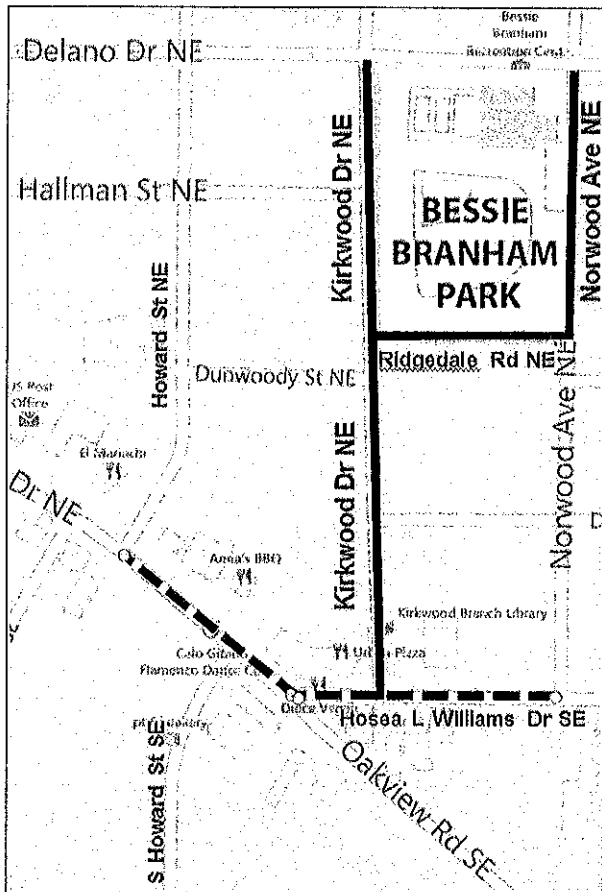 Bessie
Branham
Recreation Cent
Delano Dr NE
Kirkwood Dr NE
Norwood Ave NE
Hallman St NE
BESSIE
BRANHAM
PARK
Howard St NE
Ridgedale Rd NE
Dunwoody St NE
US Post
Office
El Mariachi
Dr NE
Kirkwood Dr NE
Norwood Ave NE
D
Anna's BBQ
Kirkwood Branch Library
Calo Gitano
Flamenco Dance Co
Urban Pizza
Hosea L Williams Dr SE
S Howard St SE
Oakview Rd SE